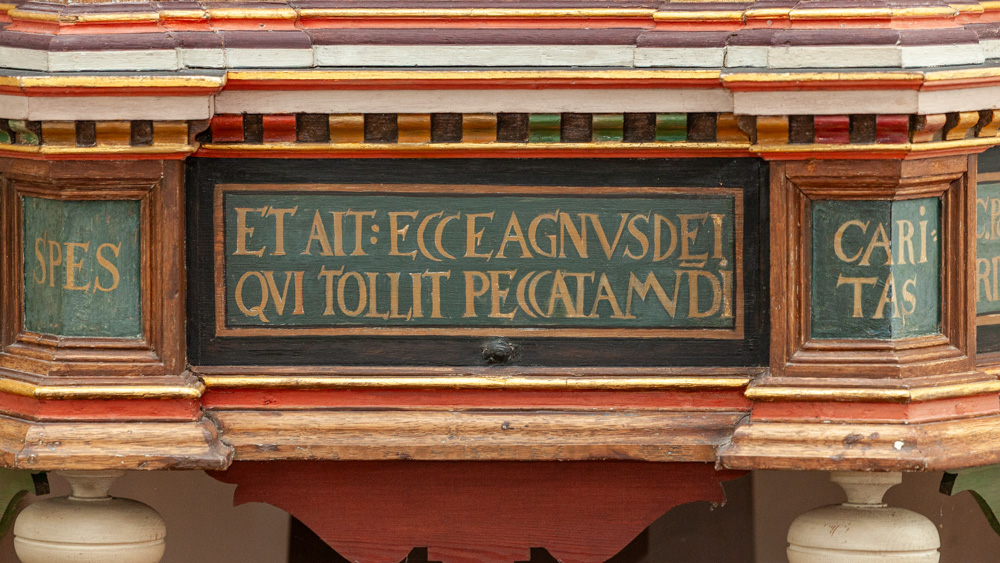 SPES
ET AIT: ECCE AGNVS DEI
QVI TOLLIT PECCATA MVDI
CARI
TAS